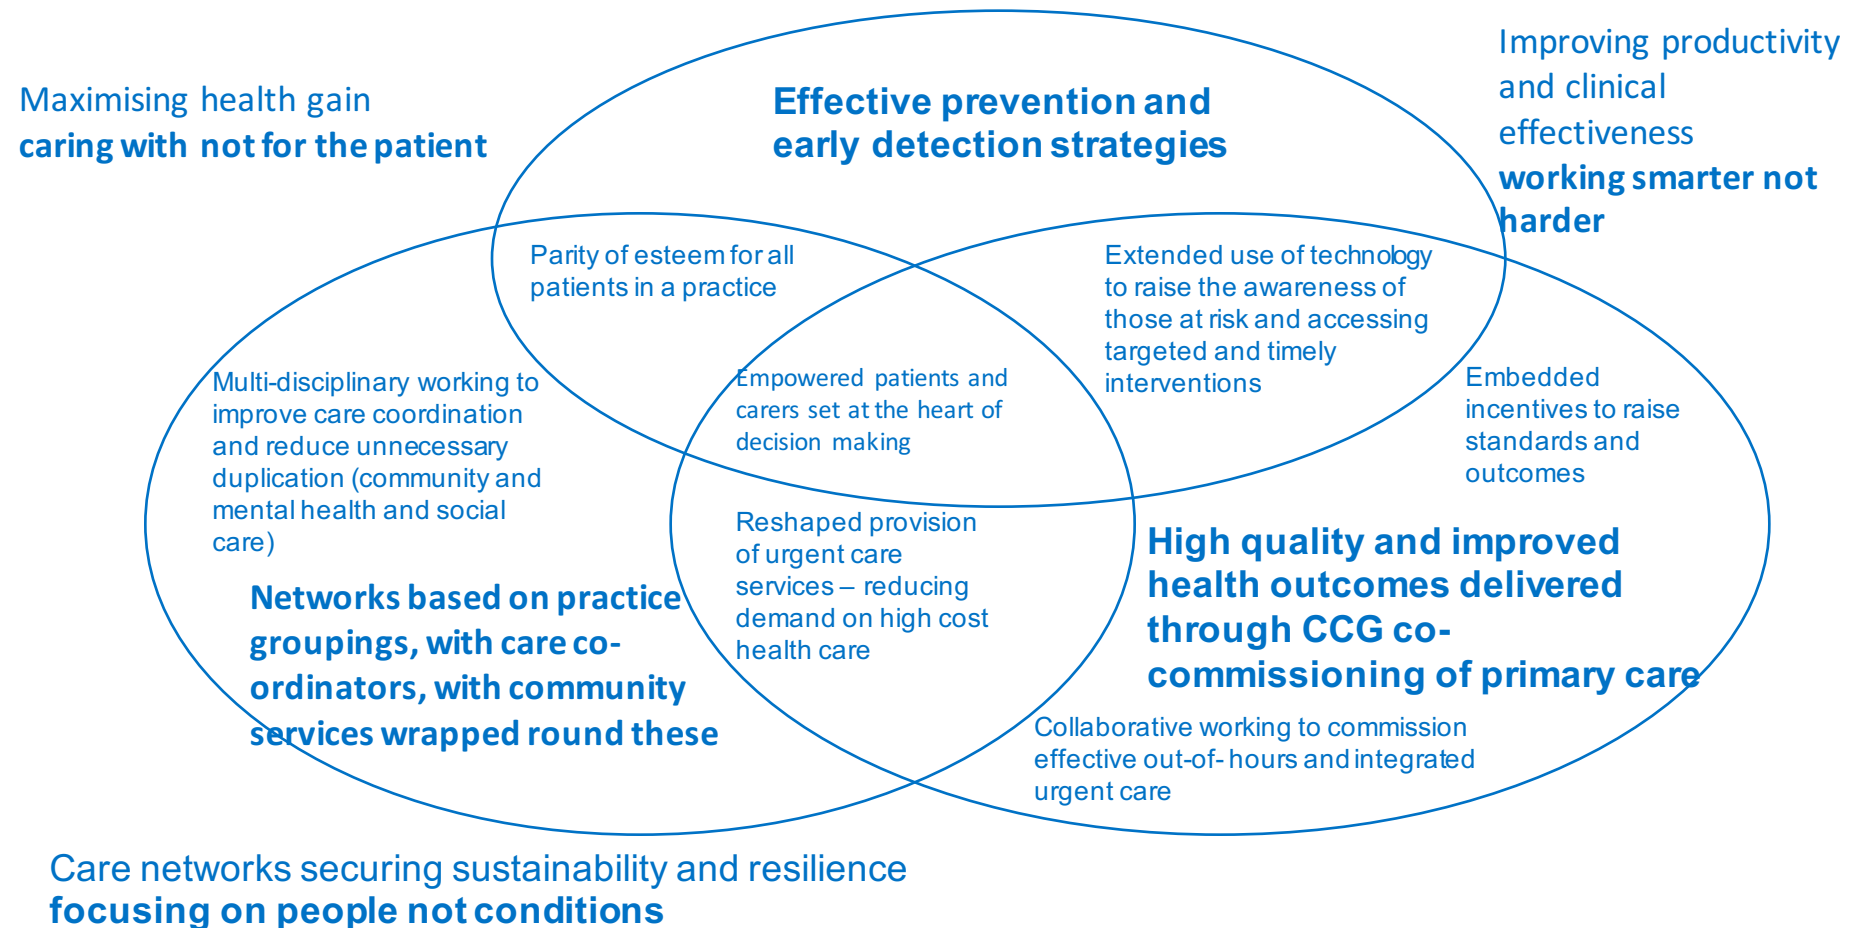 Maximising health gain
caring with not for the patient
Effective prevention and
early detection strategies
Improving productivity
and clinical
effectiveness
working smarter not
harder
Parity of esteem for all
patients in a practice
Extended use of technology
to raise the awareness of
those at risk and accessing
targeted and timely
interventions
Multi-disciplinary working to
improve care coordination
and reduce unnecessary
duplication (community and
mental health and social
care)
Empowered patients and
carers set at the heart of
decision making
Embedded
incentives to raise
standards and
outcomes
Reshaped provision
of urgent care
services – reducing
demand on high cost
health care
Networks based on practice
groupings, with care co-
ordinators, with community
services wrapped round these
High quality and improved
health outcomes delivered
through CCG co-
commissioning of primary care
Collaborative working to commission
effective out-of- hours and integrated
urgent care
Care networks securing sustainability and resilience
focusing on people not conditions